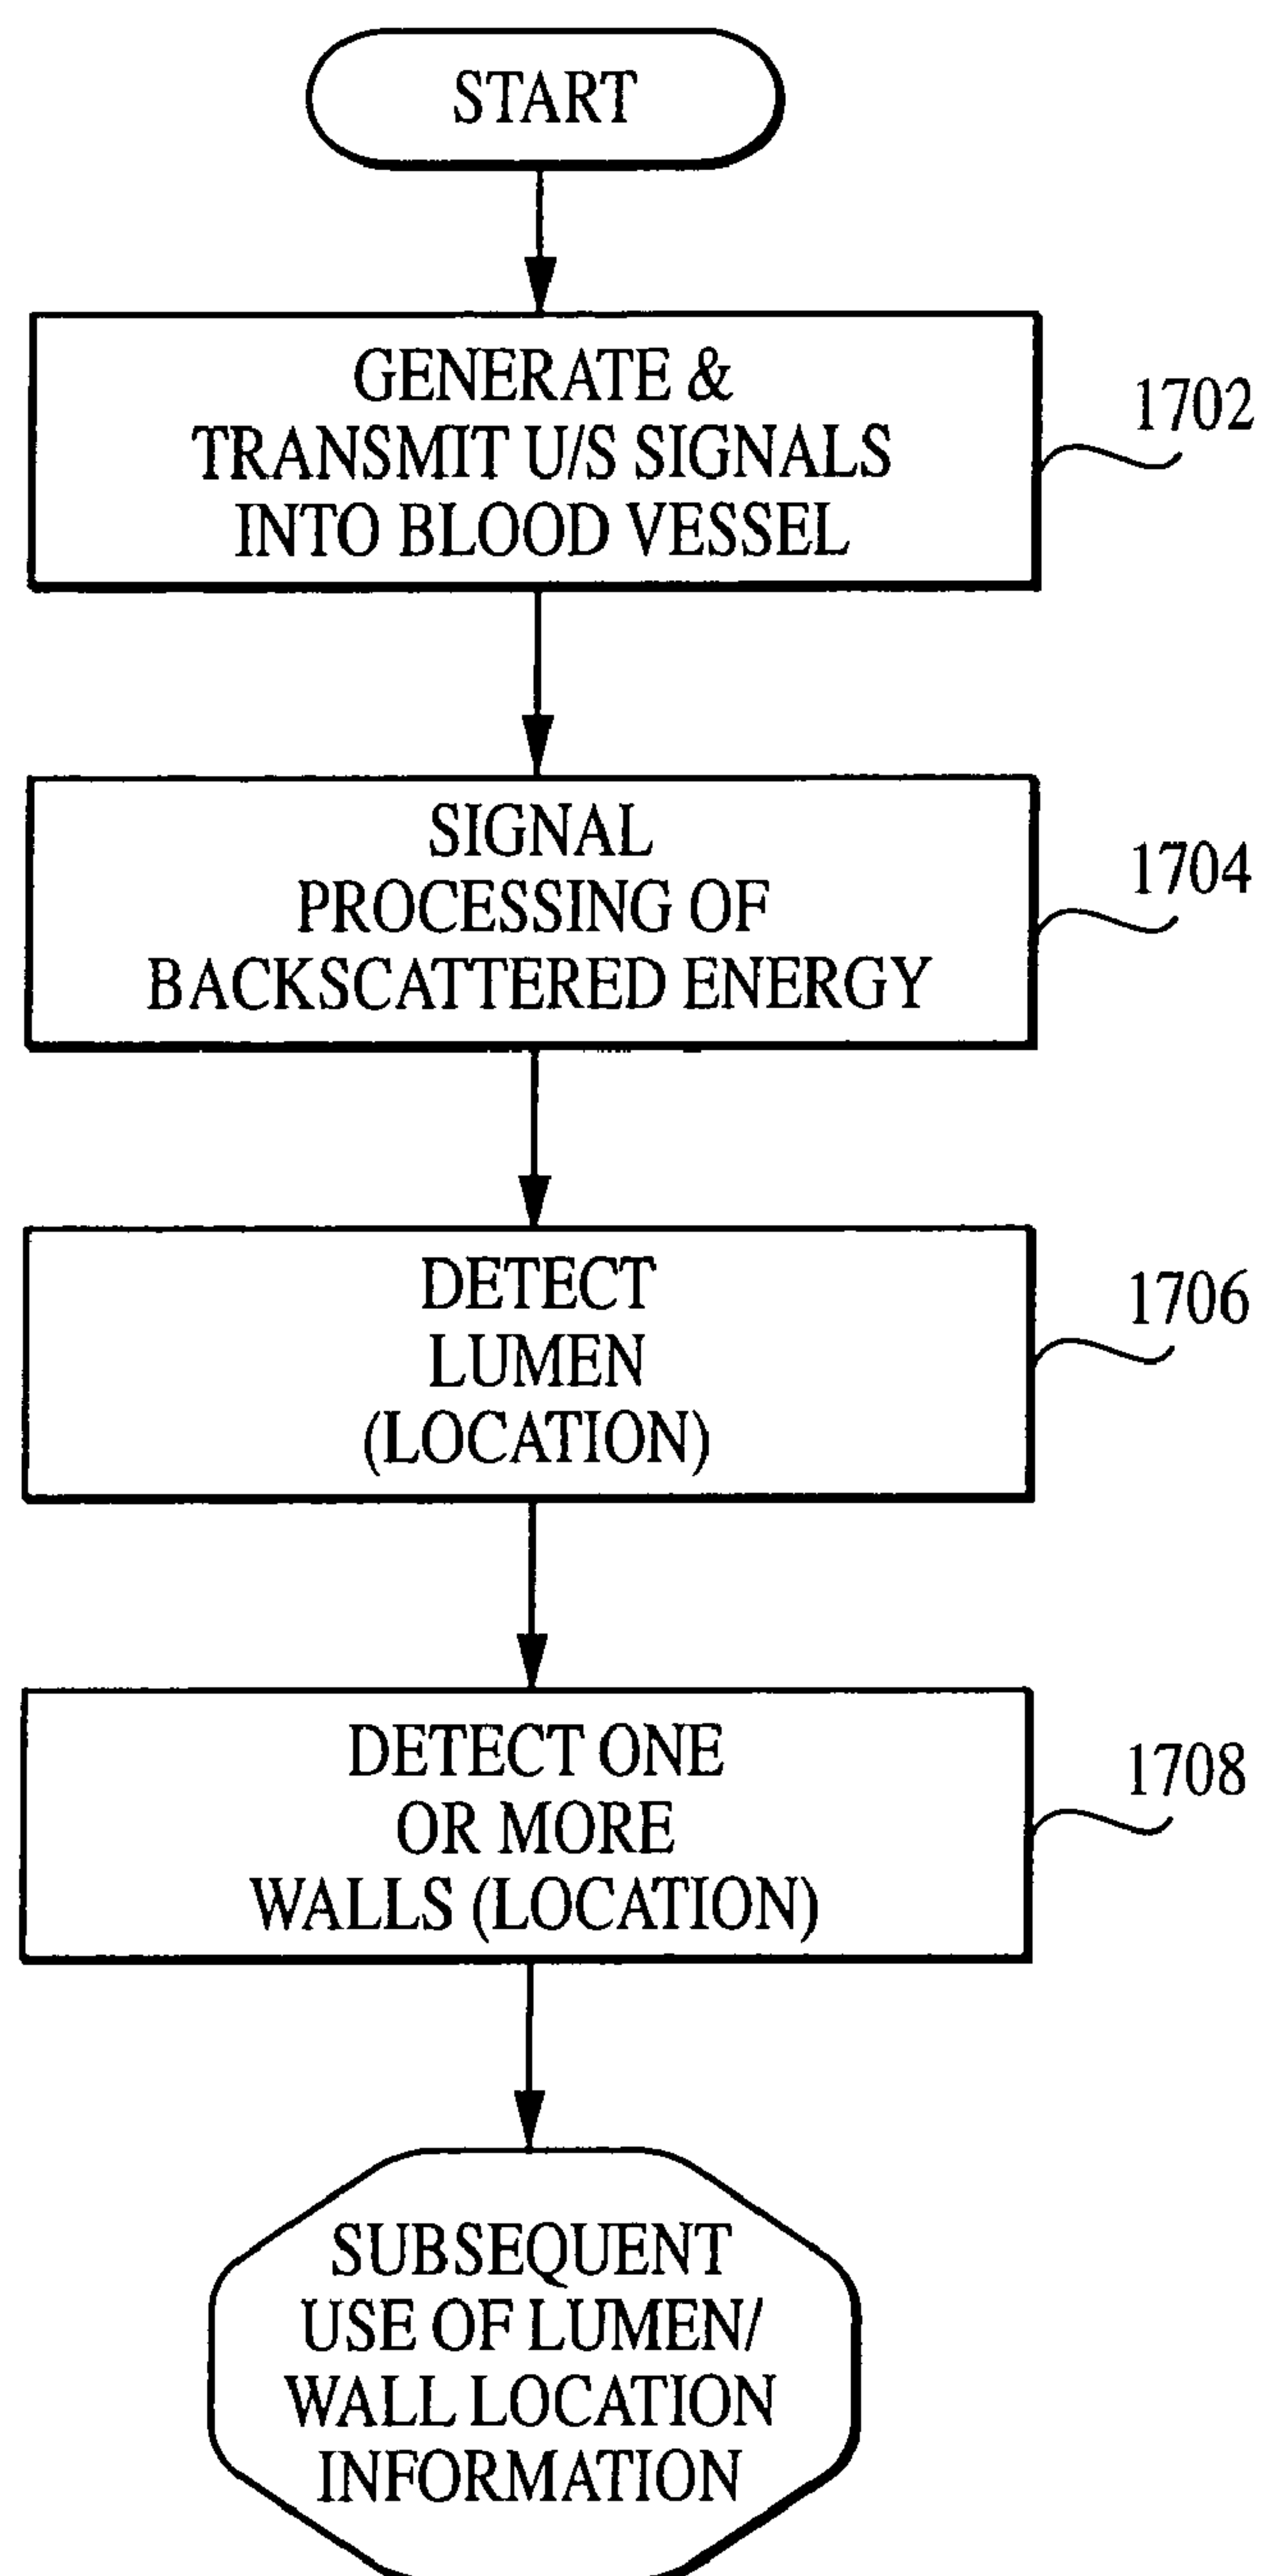 START
GENERATE &
TRANSMIT U/S SIGNALS
INTO BLOOD VESSEL
1702
SIGNAL
PROCESSING OF
BACKSCATTERED ENERGY
1704
DETECT
LUMEN
(LOCATION)
1706
DETECT ONE
OR MORE
WALLS (LOCATION)
1708
SUBSEQUENT
USE OF LUMEN/
WALL LOCATION
INFORMATION